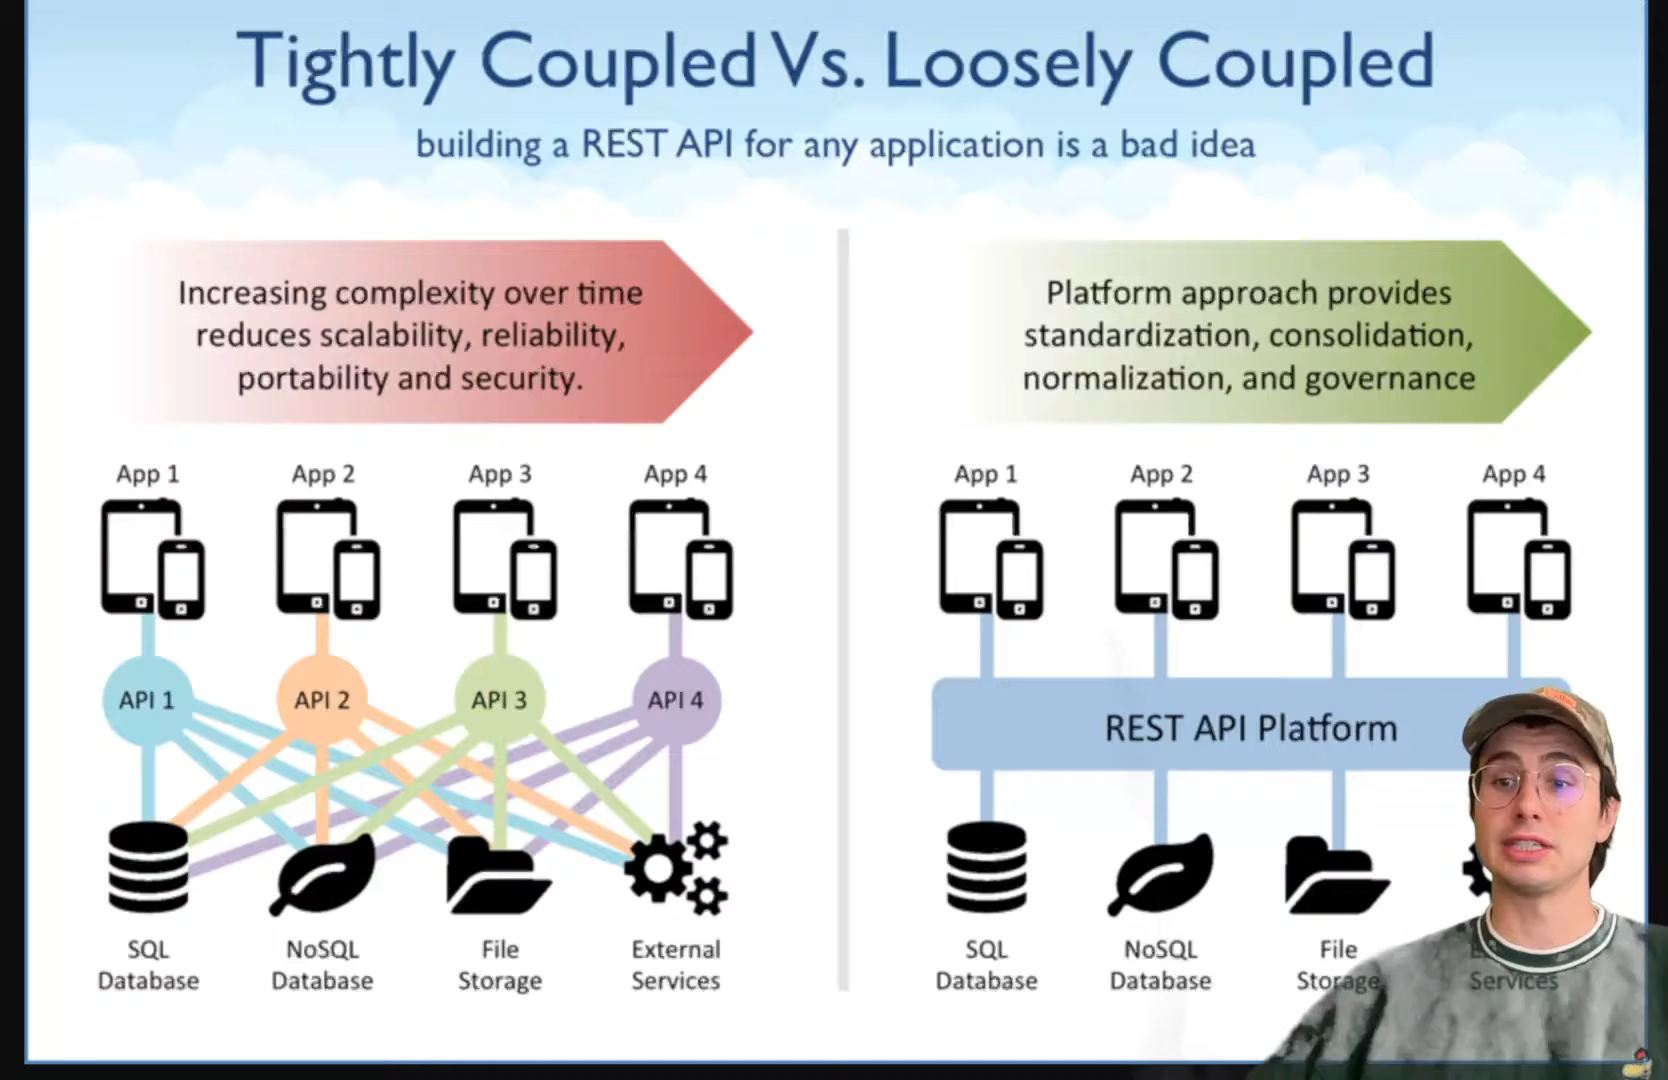 Tightly Coupled Vs. Loosely Coupled
building a REST API for any application is a bad idea
Increasing complexity over time
reduces scalability, reliability,
portability and security.
App 1
App 2
App 3
App 4
API 1
API 2
API 3
API 4
SQL
Database
NoSQL
Database
File
Storage
External
Services
Platform approach provides
standardization, consolidation,
normalization, and governance
App 1
App 2
App 3
App 4
REST API Platform
SQL
Database
NoSQL
Database
File
Storage
Services